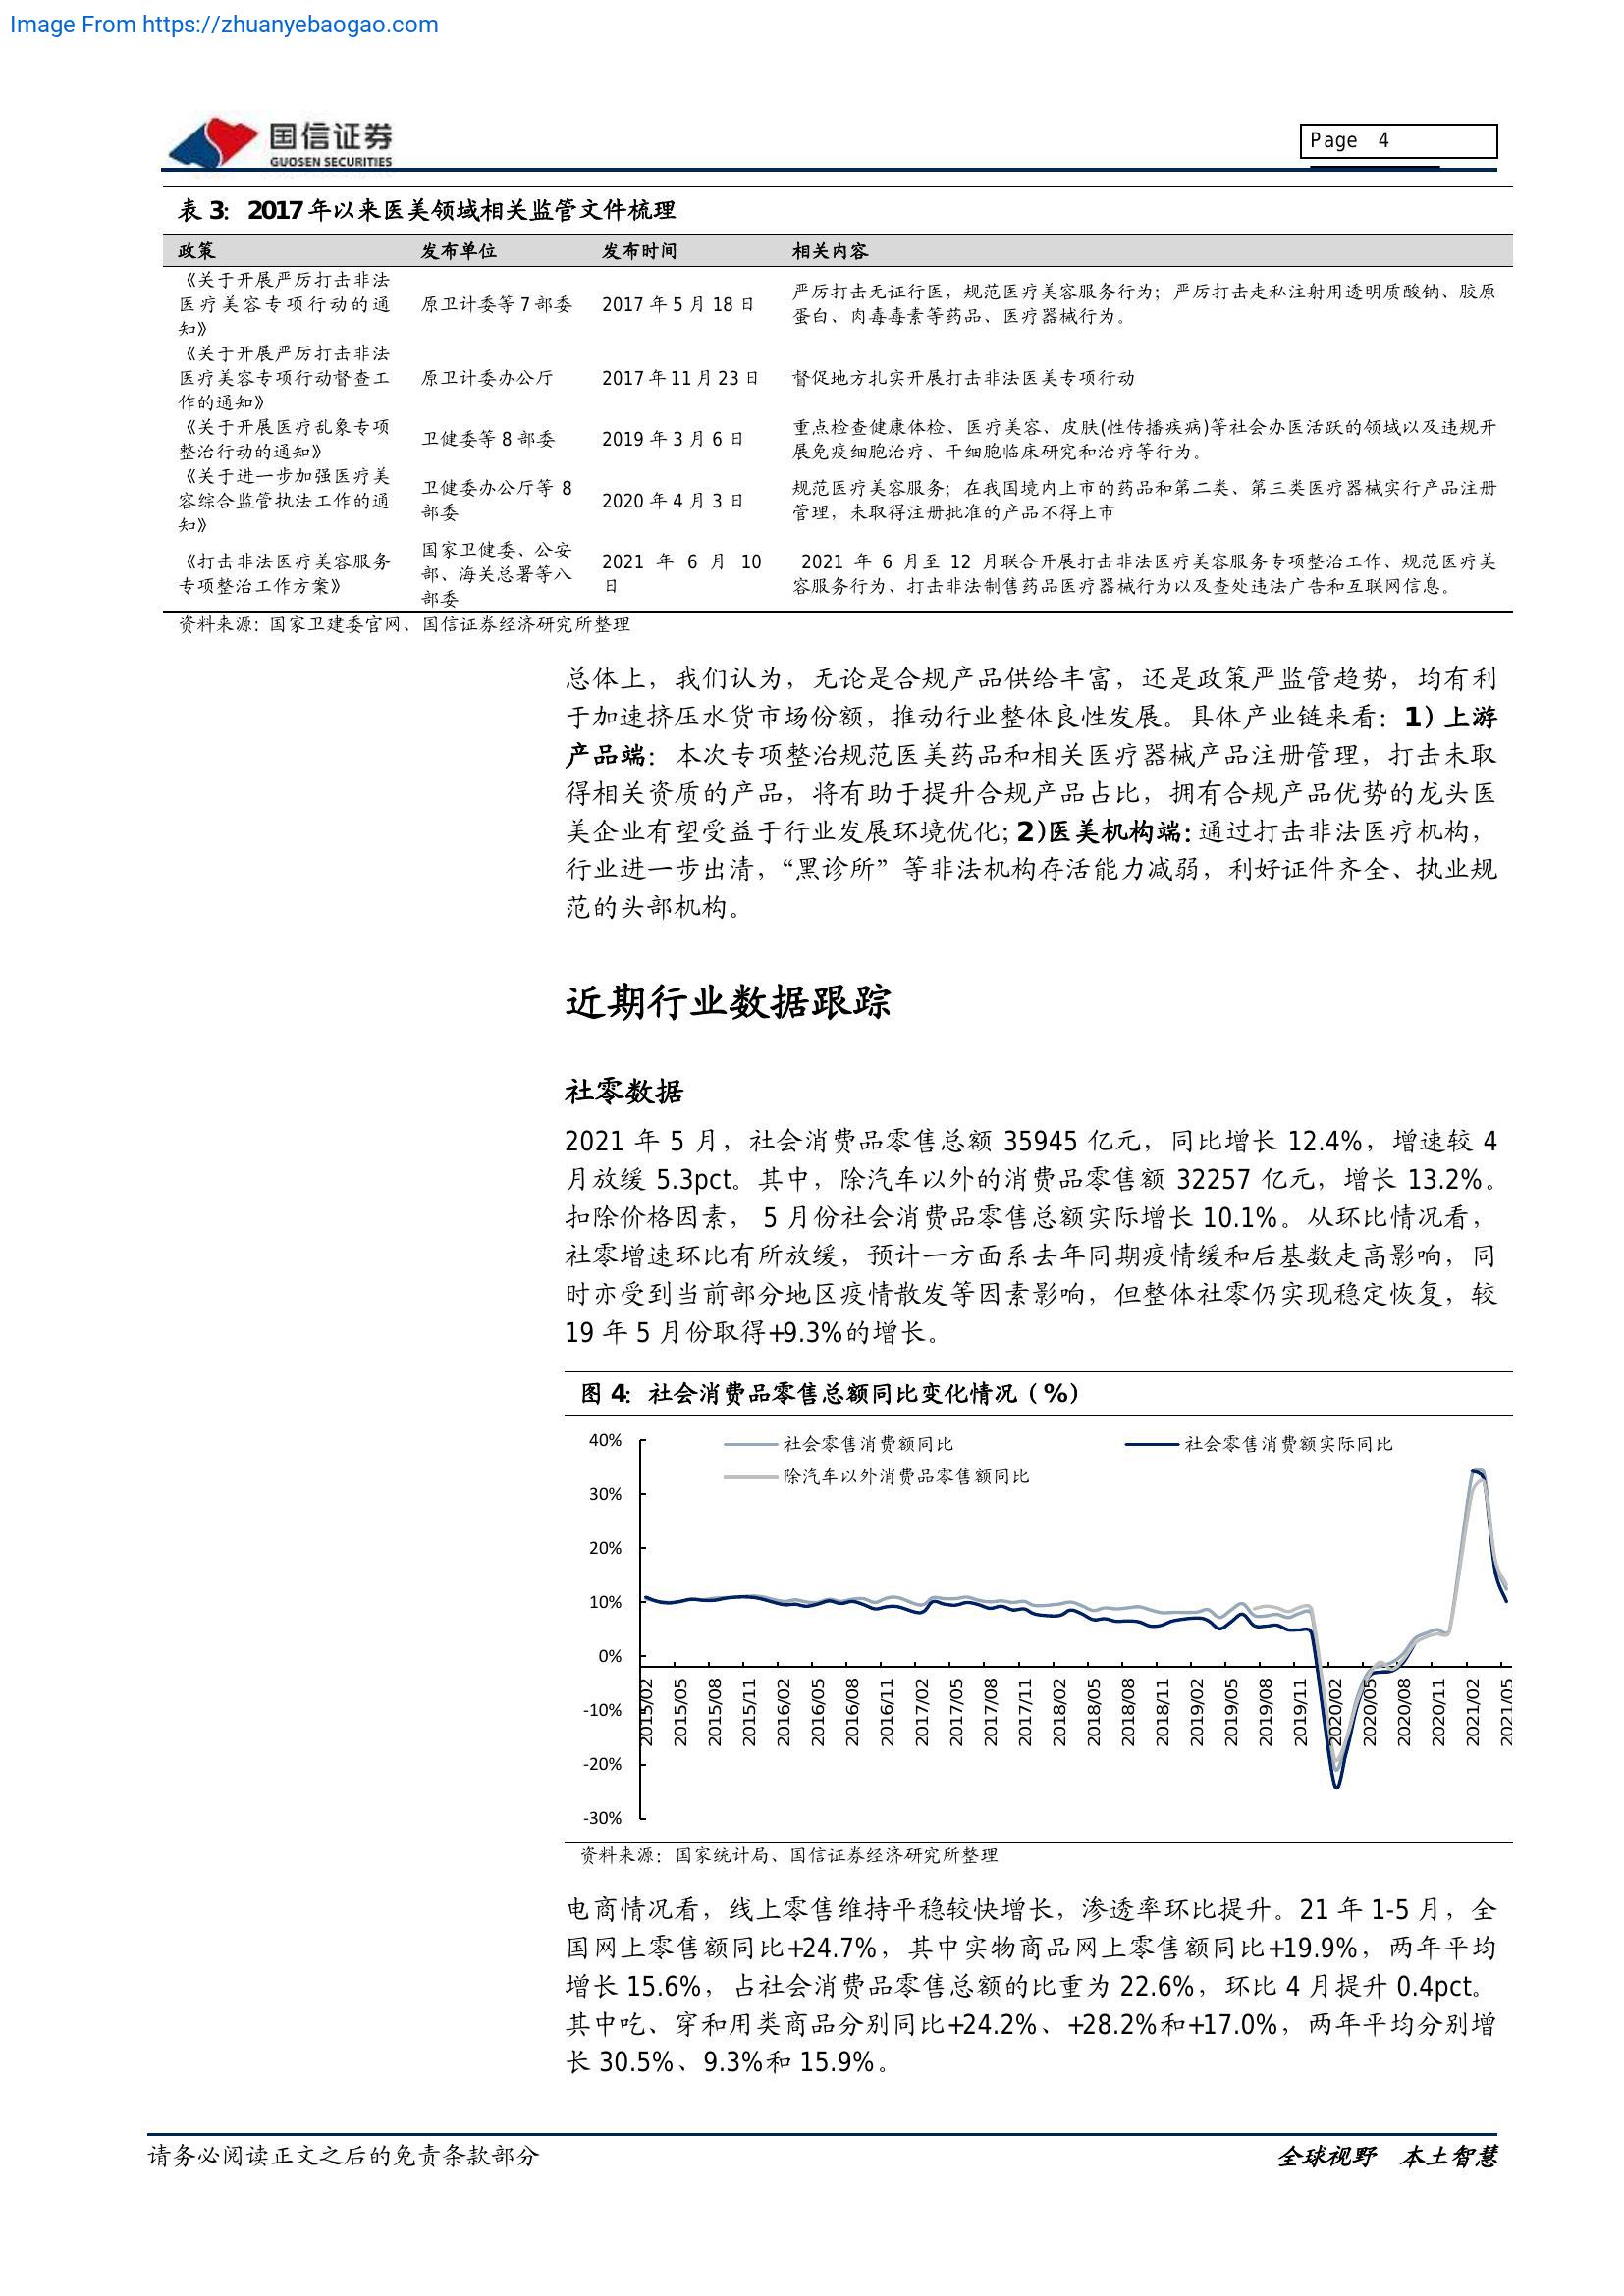 Image From https://zhuanyebaogao.com
国信证券
GUOSEN SECURITIES
Page 4
表 3: 2017 年以来医美领域相关监管文件梳理
政策 发布单位 发布时间 相关内容
《关于开展严厉打击非法
医疗美容专项行动的通
知》
原卫计委等 7 部委
2017 年 5 月 18 日
严厉打击无证行医，规范医疗美容服务行为；严厉打击走私注射用透明质酸钠、胶原
蛋白、肉毒毒素等药品、医疗器械行为。
《关于开展严厉打击非法
医疗美容专项行动督查工
作的通知》
原卫计委办公厅
2017 年 11 月 23 日
督促地方扎实开展打击非法医美专项行动
《关于开展医疗乱象专项
整治行动的通知》
卫健委等 8 部委
2019 年 3 月 6 日
重点检查健康体检、医疗美容、皮肤(性传播疾病)等社会办医活跃的领域以及违规开
展免疫细胞治疗、干细胞临床研究和治疗等行为。
《关于进一步加强医疗美
容综合监管执法工作的通
知》
卫健委办公厅等 8
部委
2020 年 4 月 3 日
规范医疗美容服务；在我国境内上市的药品和第二类、第三类医疗器械实行产品注册
管理，未取得注册批准的产品不得上市
《打击非法医疗美容服务
专项整治工作方案》
国家卫健委、公安
部、海关总署等八
部委
2021 年 6 月 10
日
2021 年 6 月至 12 月联合开展打击非法医疗美容服务专项整治工作、规范医疗美
容服务行为、打击非法制售药品医疗器械行为以及查处违法广告和互联网信息。
资料来源：国家卫建委官网、国信证券经济研究所整理
总体上，我们认为，无论是合规产品供给丰富，还是政策严监管趋势，均有利
于加速挤压水货市场份额，推动行业整体良性发展。具体产业链来看：1) 上游
产品端：本次专项整治规范医美药品和相关医疗器械产品注册管理，打击未取
得相关资质的产品，将有助于提升合规产品占比，拥有合规产品优势的龙头医
美企业有望受益于行业发展环境优化；2)医美机构端：通过打击非法医疗机构，
行业进一步出清，“黑诊所”等非法机构存活能力减弱，利好证件齐全、执业规
范的头部机构。
近期行业数据跟踪
社零数据
2021 年 5 月，社会消费品零售总额 35945 亿元，同比增长 12.4%，增速较 4
月放缓 5.3pct。其中，除汽车以外的消费品零售额 32257 亿元，增长 13.2%。
扣除价格因素， 5 月份社会消费品零售总额实际增长 10.1%。从环比情况看，
社零增速环比有所放缓，预计一方面系去年同期疫情缓和后基数走高影响，同
时亦受到当前部分地区疫情散发等因素影响，但整体社零仍实现稳定恢复，较
19 年 5 月份取得+9.3%的增长。
图 4: 社会消费品零售总额同比变化情况（%）
社会零售消费额同比
社会零售消费额实际同比
除汽车以外消费品零售额同比
40%
30%
20%
10%
0%
-10%
-20%
-30%
2015/02 2015/05 2015/08 2015/11 2016/02 2016/05 2016/08 2016/11 2017/02 2017/05 2017/08 2017/11 2018/02 2018/05 2018/08 2018/11 2019/02 2019/05 2019/08 2019/11 2020/02 2020/05 2020/08 2020/11 2021/02 2021/05
资料来源：国家统计局、国信证券经济研究所整理
电商情况看，线上零售维持平稳较快增长，渗透率环比提升。21 年 1-5 月，全
国网上零售额同比+24.7%，其中实物商品网上零售额同比+19.9%，两年平均
增长 15.6%，占社会消费品零售总额的比重为 22.6%，环比 4 月提升 0.4pct。
其中吃、穿和用类商品分别同比+24.2%、+28.2%和+17.0%，两年平均分别增
长 30.5%、9.3%和 15.9%。
请务必阅读正文之后的免责条款部分
全球视野 本土智慧